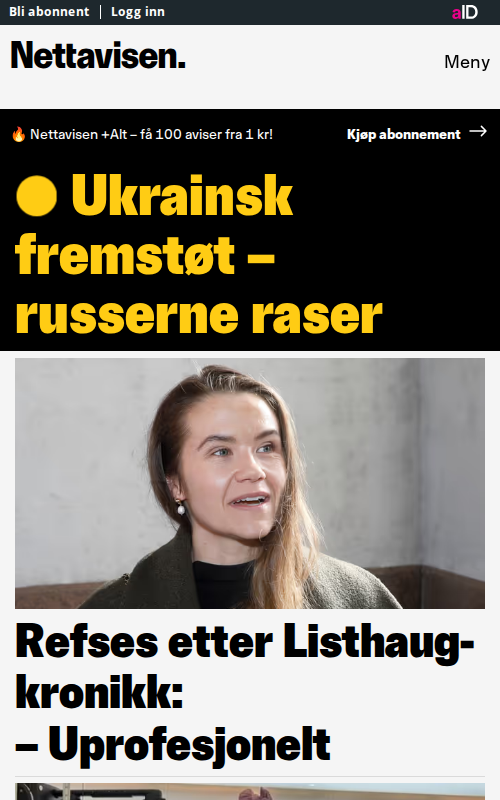 Bli abonnent | Logg inn
aID
Nettavisen.
Meny
🔥 Nettavisen +Alt – få 100 aviser fra 1 kr!
Kjøp abonnement →
Ukrainsk
fremstøt –
russerne raser
Refses etter Listhaug-
kronikk:
– Uprofesjonelt